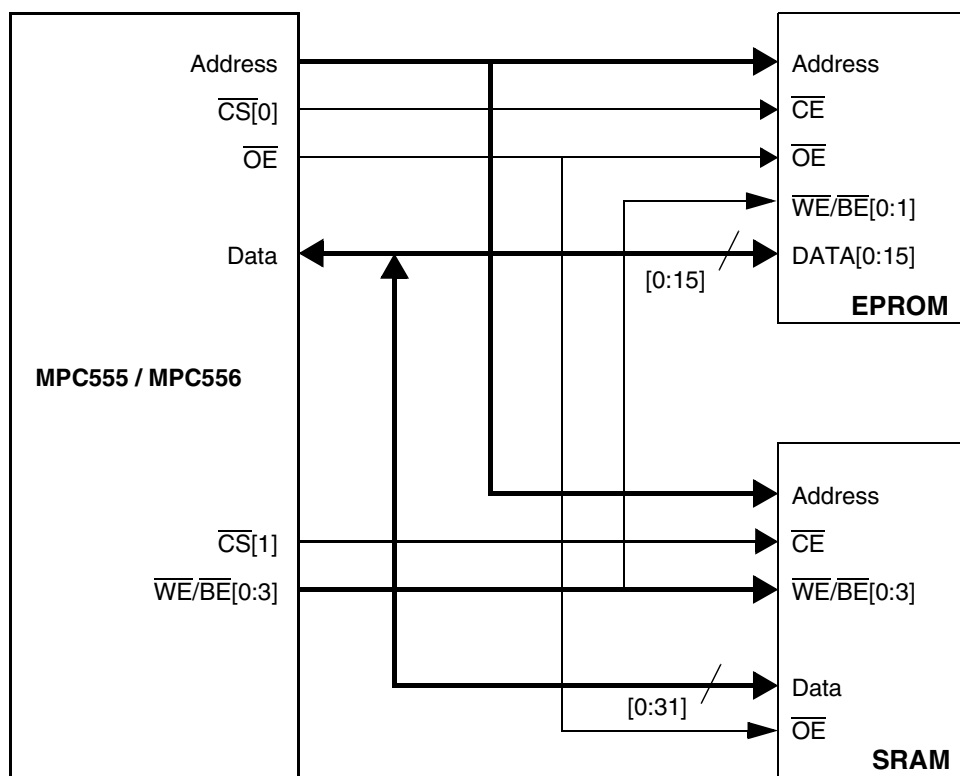 Address
CS[0]
OE
Data
MPC555 / MPC556
CS[1]
WE/BE[0:3]
Address
CE
OE
WE/BE[0:1]
DATA[0:15]
[0:15]
EPROM
Address
CE
WE/BE[0:3]
Data
[0:31]
OE
SRAM